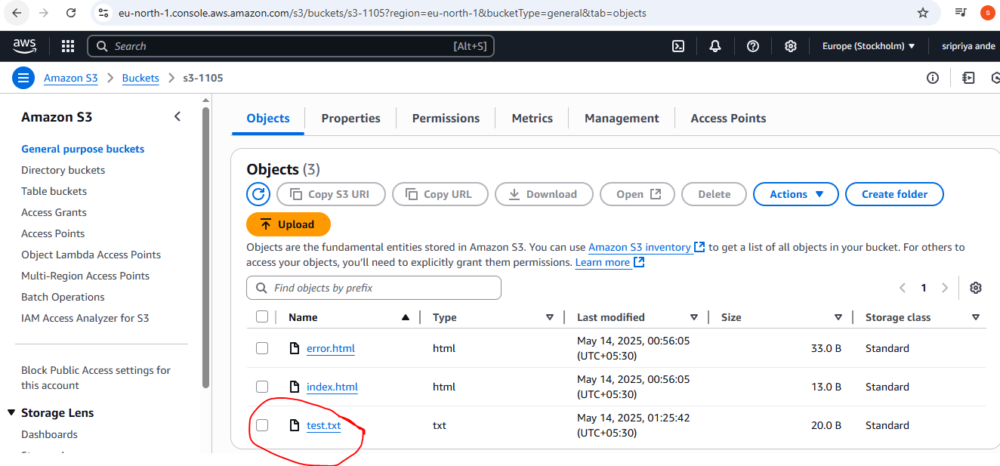 eu-north-1.console.aws.amazon.com/s3/buckets/s3-1105?region=eu-north-1&bucketType=general&tab=objects
S
aws
Search
[Alt+S]
Europe (Stockholm)
sripriya ande
Amazon S3
Buckets
s3-1105
Amazon S3
General purpose buckets
Directory buckets
Table buckets
Access Grants
Access Points
Object Lambda Access Points
Multi-Region Access Points
Batch Operations
IAM Access Analyzer for S3
Block Public Access settings for
this account
Storage Lens
Dashboards
Objects
Properties
Permissions
Metrics
Management
Access Points
Objects (3)
Copy S3 URI
Copy URL
Download
Open
Delete
Actions
Create folder
Upload
Objects are the fundamental entities stored in Amazon S3. You can use Amazon S3 inventory to get a list of all objects in your bucket. For others to
access your objects, you’ll need to explicitly grant them permissions. Learn more
Find objects by prefix
1
Name Type Last modified Size Storage class
error.html html May 14, 2025, 00:56:05 33.0 B Standard
(UTC+05:30)
index.html html May 14, 2025, 00:56:05 13.0 B Standard
(UTC+05:30)
test.txt txt May 14, 2025, 01:25:42 20.0 B Standard
(UTC+05:30)